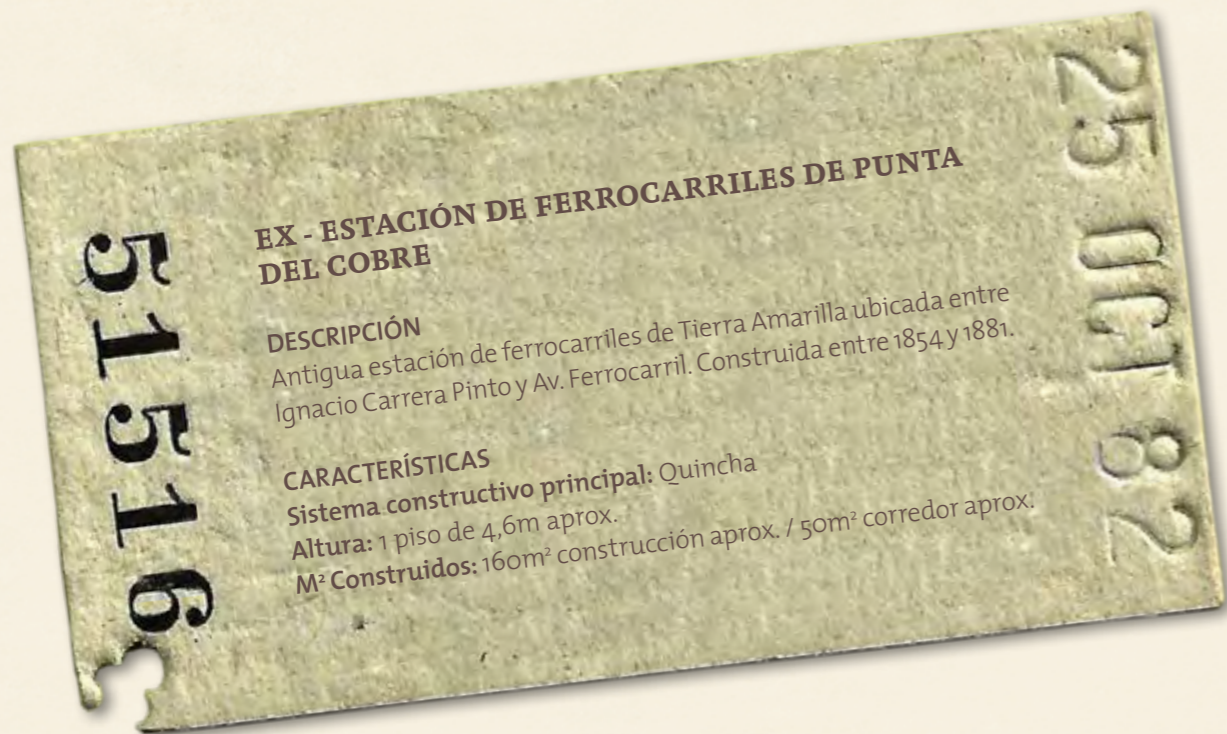 51516
EX - ESTACIÓN DE FERROCARRILES DE PUNTA
DEL COBRE
DESCRIPCIÓN
Antigua estación de ferrocarriles de Tierra Amarilla ubicada entre
Ignacio Carrera Pinto y Av. Ferrocarril. Construida entre 1854 y 1881.
CARACTERÍSTICAS
Sistema constructivo principal: Quincha
Altura: 1 piso de 4,6m aprox.
M² Construidos: 160m² construcción aprox. / 50m² corredor aprox.
25 OCT 82